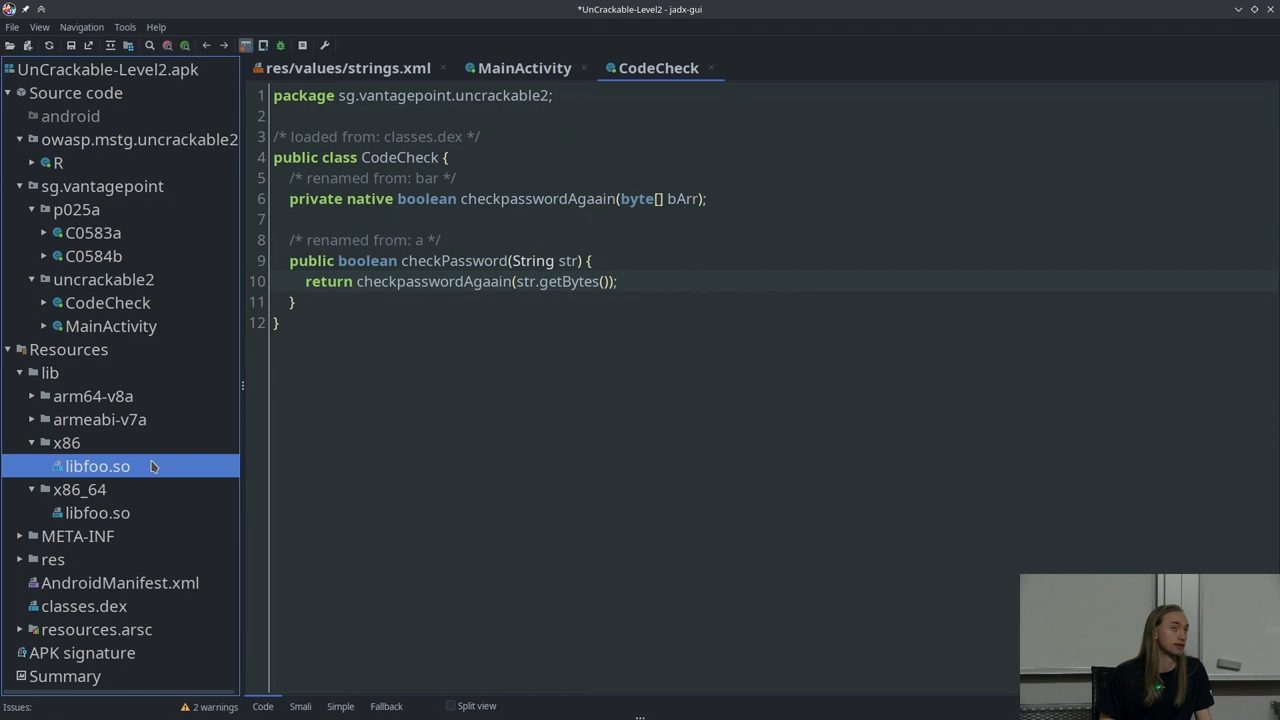 *UnCrackable-Level2 - jadx-gui
File View Navigation Tools Help
UnCrackable-Level2.apk
Source code
android
owasp.mstg.uncrackable2
R
sg.vantagepoint
p025a
C0583a
C0584b
uncrackable2
CodeCheck
MainActivity
Resources
lib
arm64-v8a
armeabi-v7a
x86
libfoo.so
x86_64
libfoo.so
META-INF
res
AndroidManifest.xml
classes.dex
resources.arsc
APK signature
Summary
res/values/strings.xml MainActivity CodeCheck
1 package sg.vantagepoint.uncrackable2;
2
3 /* loaded from: classes.dex */
4 public class CodeCheck {
5 /* renamed from: bar */
6 private native boolean checkpasswordAgaain(byte[] bArr);
7
8 /* renamed from: a */
9 public boolean checkPassword(String str) {
10 return checkpasswordAgaain(str.getBytes());
11 }
12 }
Issues: 2 warnings Code Smali Simple Fallback Split view